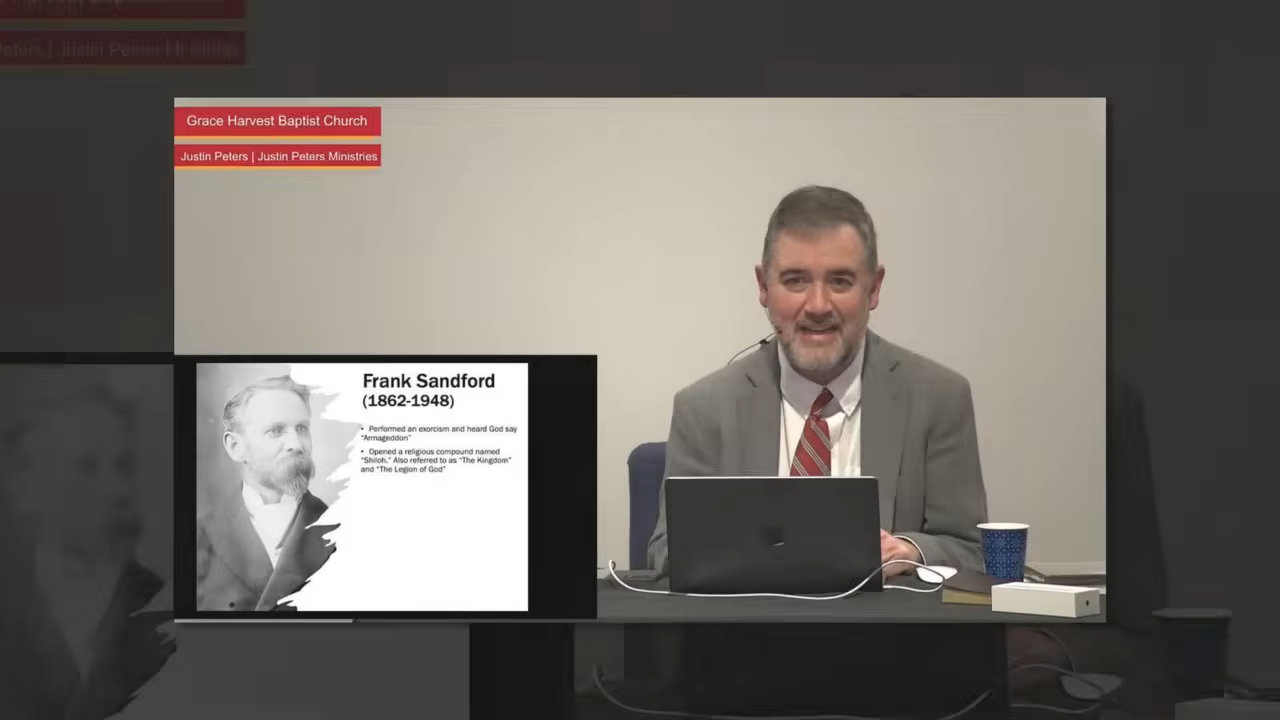 Grace Harvest Baptist Church
Justin Peters | Justin Peters Ministries
Frank Sandford
(1862-1948)
• Performed an exorcism and heard God say
"Armageddon"
• Opened a religious compound named
"Shiloh." Also referred to as "The Kingdom"
and "The Legion of God"